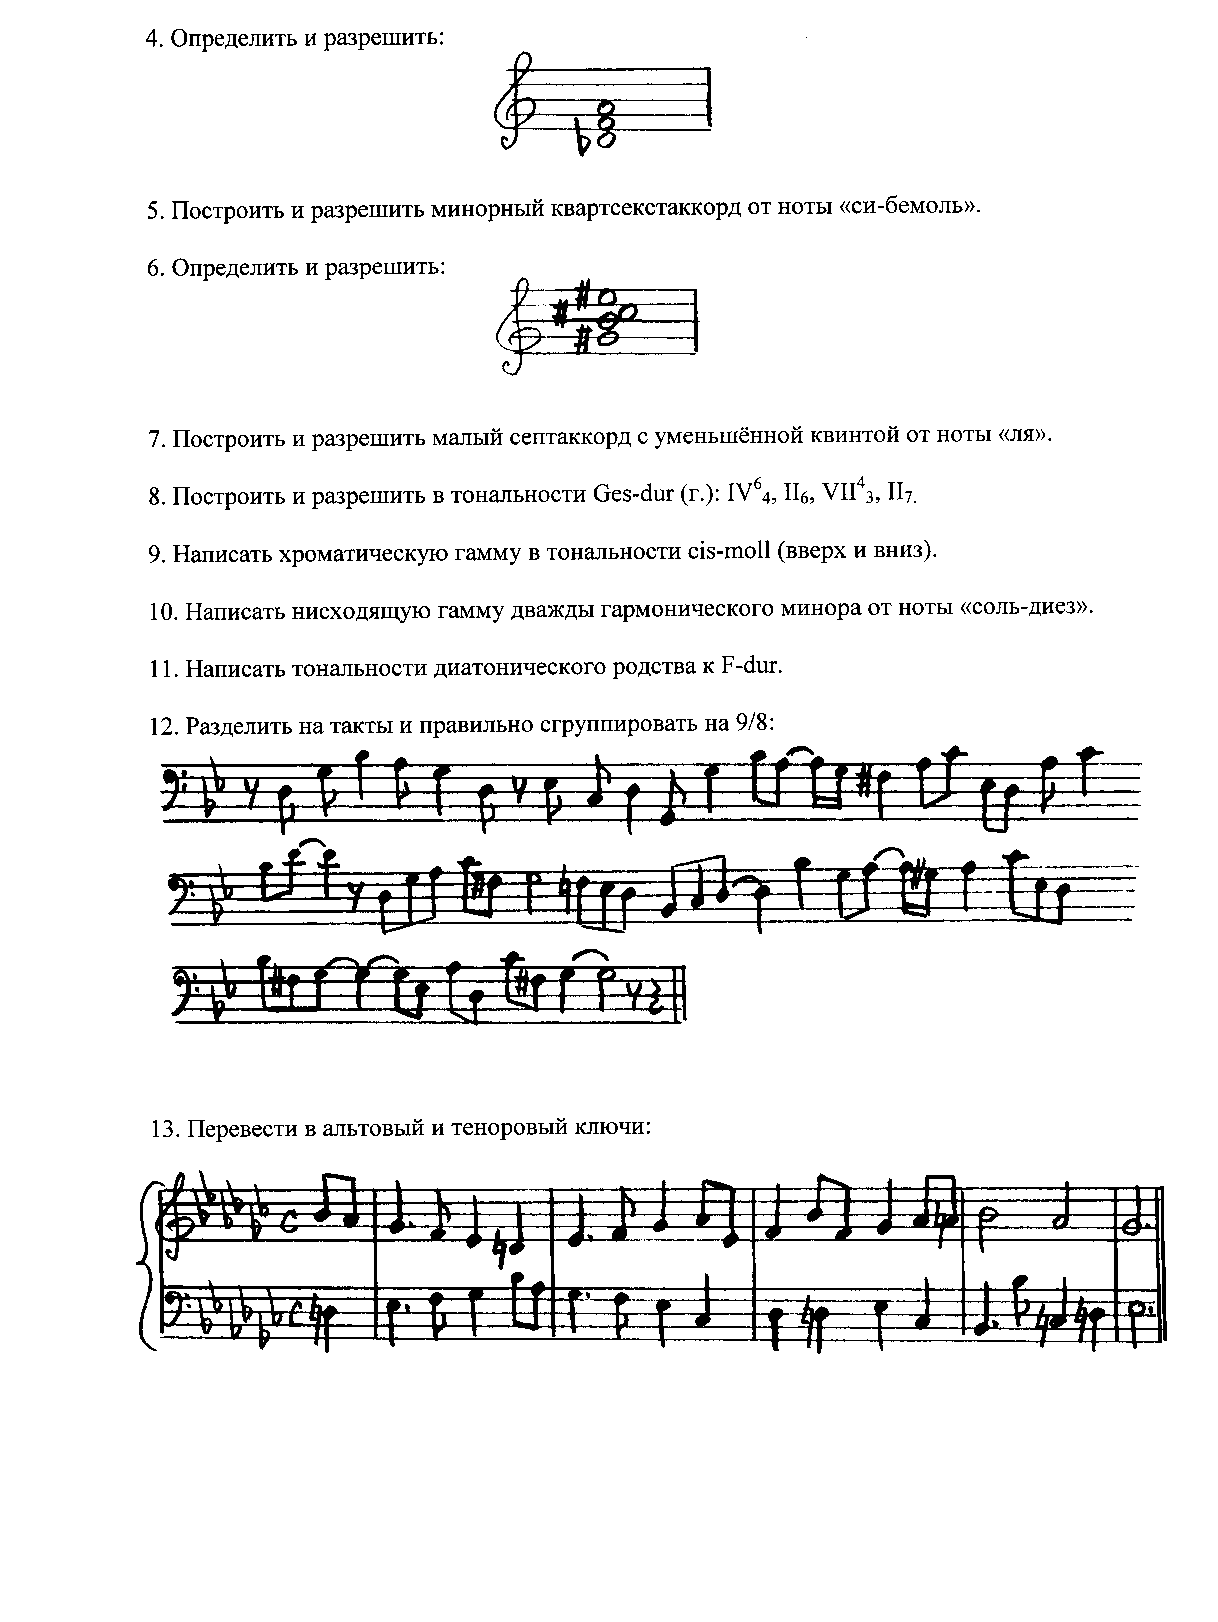 4. Определить и разрешить:
5. Построить и разрешить минорный квартсекстаккорд от ноты «си-бемоль».
6. Определить и разрешить:
7. Построить и разрешить малый септаккорд с уменьшённой квинтой от ноты «ля».
8. Построить и разрешить в тональности Ges-dur (г.): IV⁶₄, II₆, VII⁴₃, II₇.
9. Написать хроматическую гамму в тональности cis-moll (вверх и вниз).
10. Написать нисходящую гамму дважды гармонического минора от ноты «соль-диез».
11. Написать тональности диатонического родства к F-dur.
12. Разделить на такты и правильно сгруппировать на 9/8:
13. Перевести в альтовый и теноровый ключи: